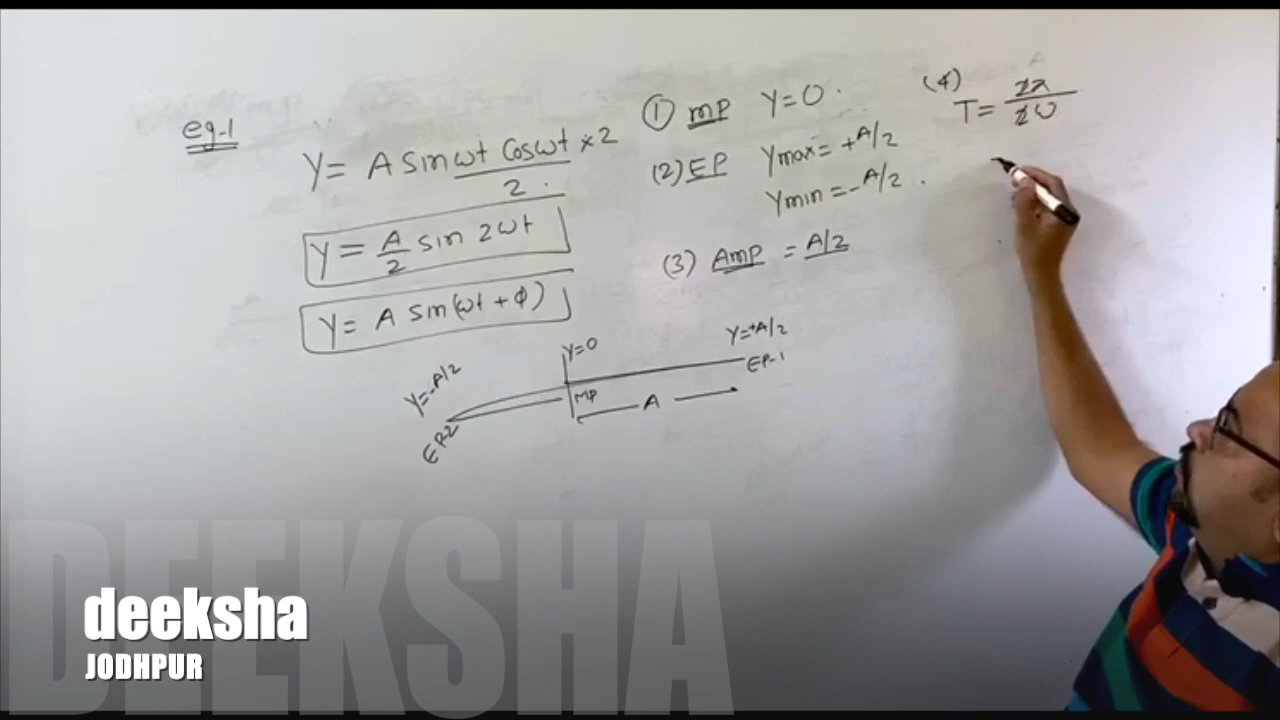 eg-1
Y = A sin ωt cos ωt × 2
2
Y = A/2 sin 2ωt
Y = A sin(ωt + φ)
① MP Y=0
(2) EP Ymax = +A/2
Ymin = -A/2
(3) Amp = A/2
(4)
T = 2π/2ω
Y=-A/2
Y=0
Y=+A/2
EP-2
MP
A
EP-1
DEEKSHA
deeksha
JODHPUR